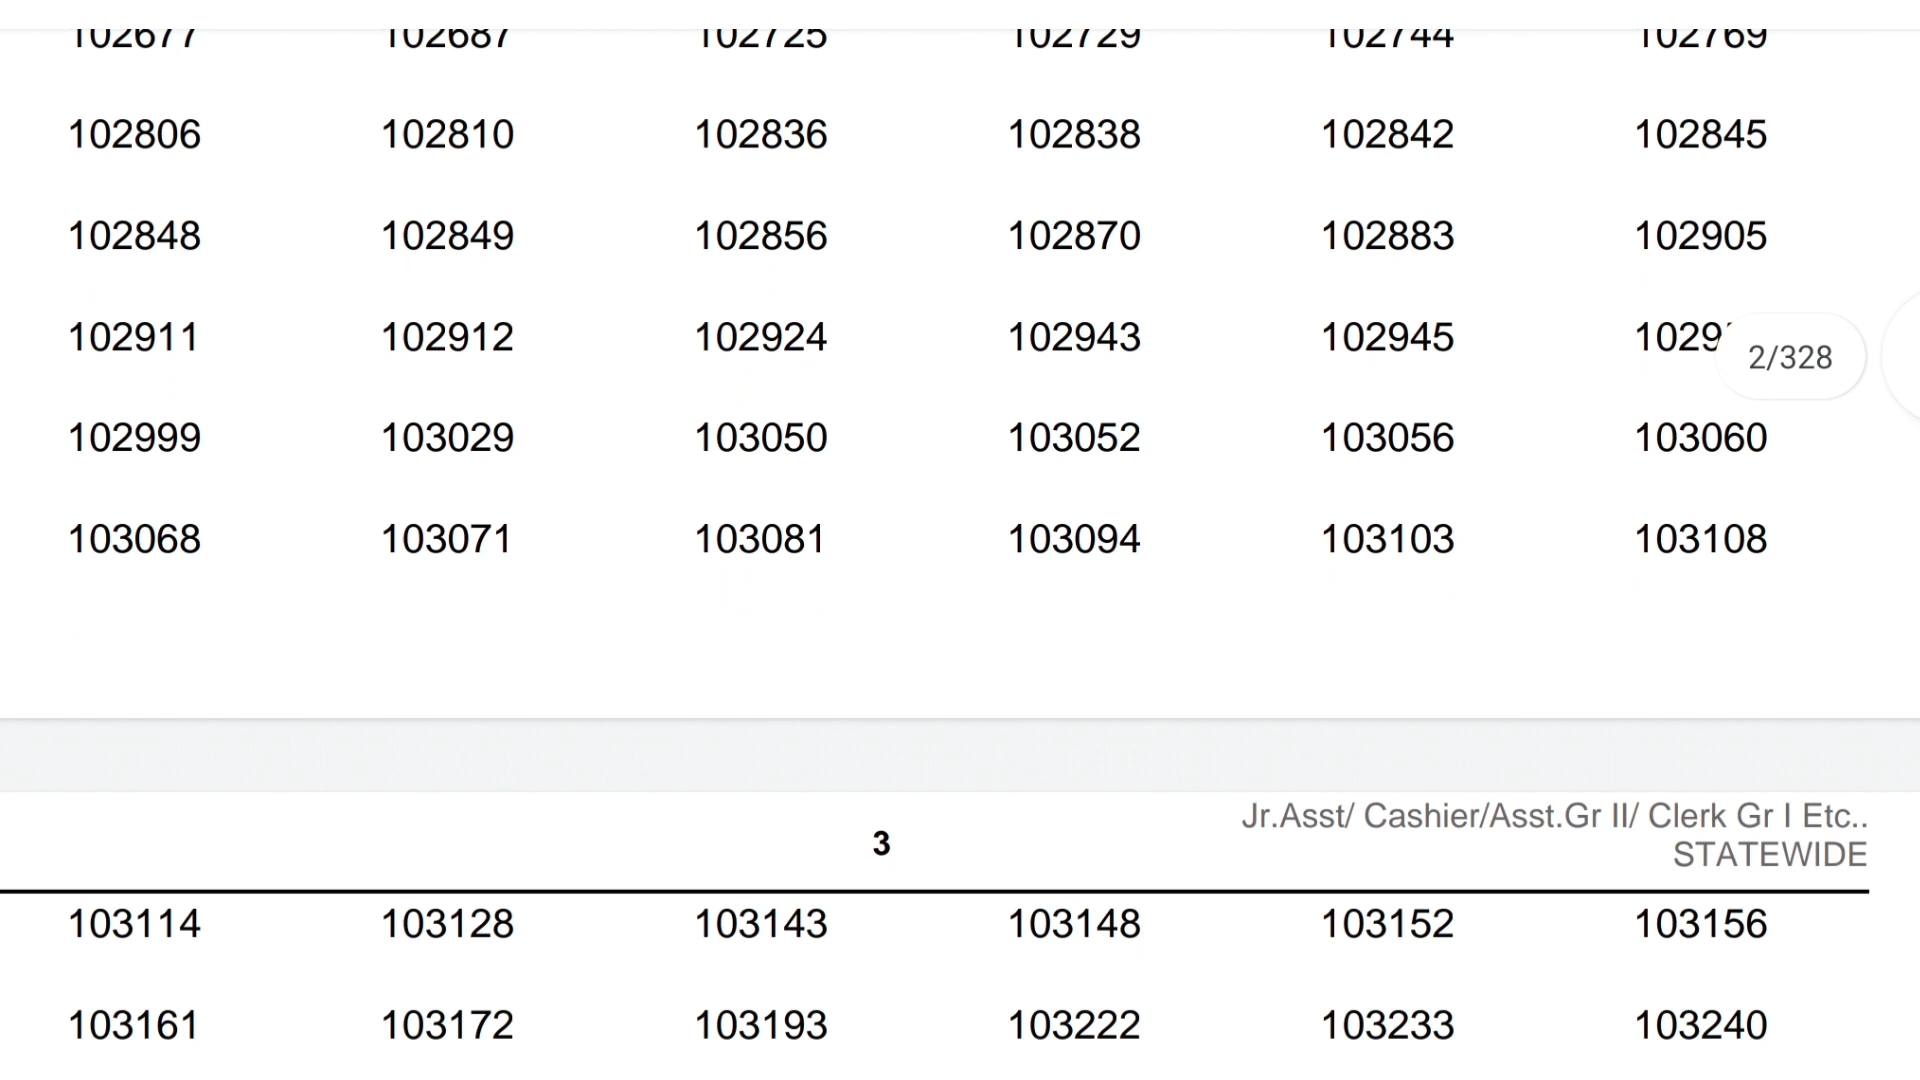 102677 102687 102725 102729 102744 102769
102806 102810 102836 102838 102842 102845
102848 102849 102856 102870 102883 102905
102911 102912 102924 102943 102945
2/328
102999 103029 103050 103052 103056 103060
103068 103071 103081 103094 103103 103108
Jr.Asst/ Cashier/Asst.Gr II/ Clerk Gr I Etc..
3
STATEWIDE
103114 103128 103143 103148 103152 103156
103161 103172 103193 103222 103233 103240